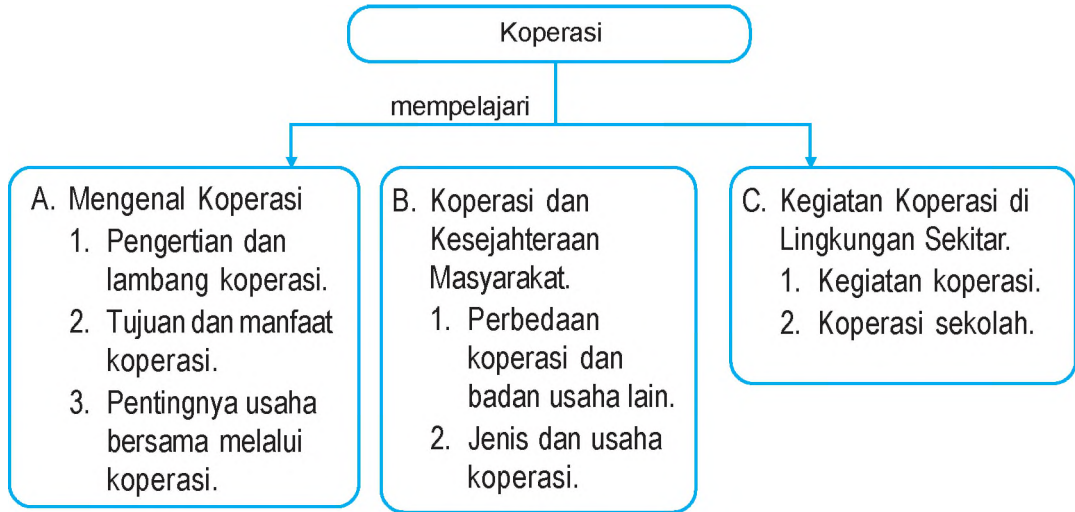 Koperasi
mempelajari
A. Mengenal Koperasi
1. Pengertian dan
lambang koperasi.
2. Tujuan dan manfaat
koperasi.
3. Pentingnya usaha
bersama melalui
koperasi.
B. Koperasi dan
Kesejahteraan
Masyarakat.
1. Perbedaan
koperasi dan
badan usaha lain.
2. Jenis dan usaha
koperasi.
C. Kegiatan Koperasi di
Lingkungan Sekitar.
1. Kegiatan koperasi.
2. Koperasi sekolah.